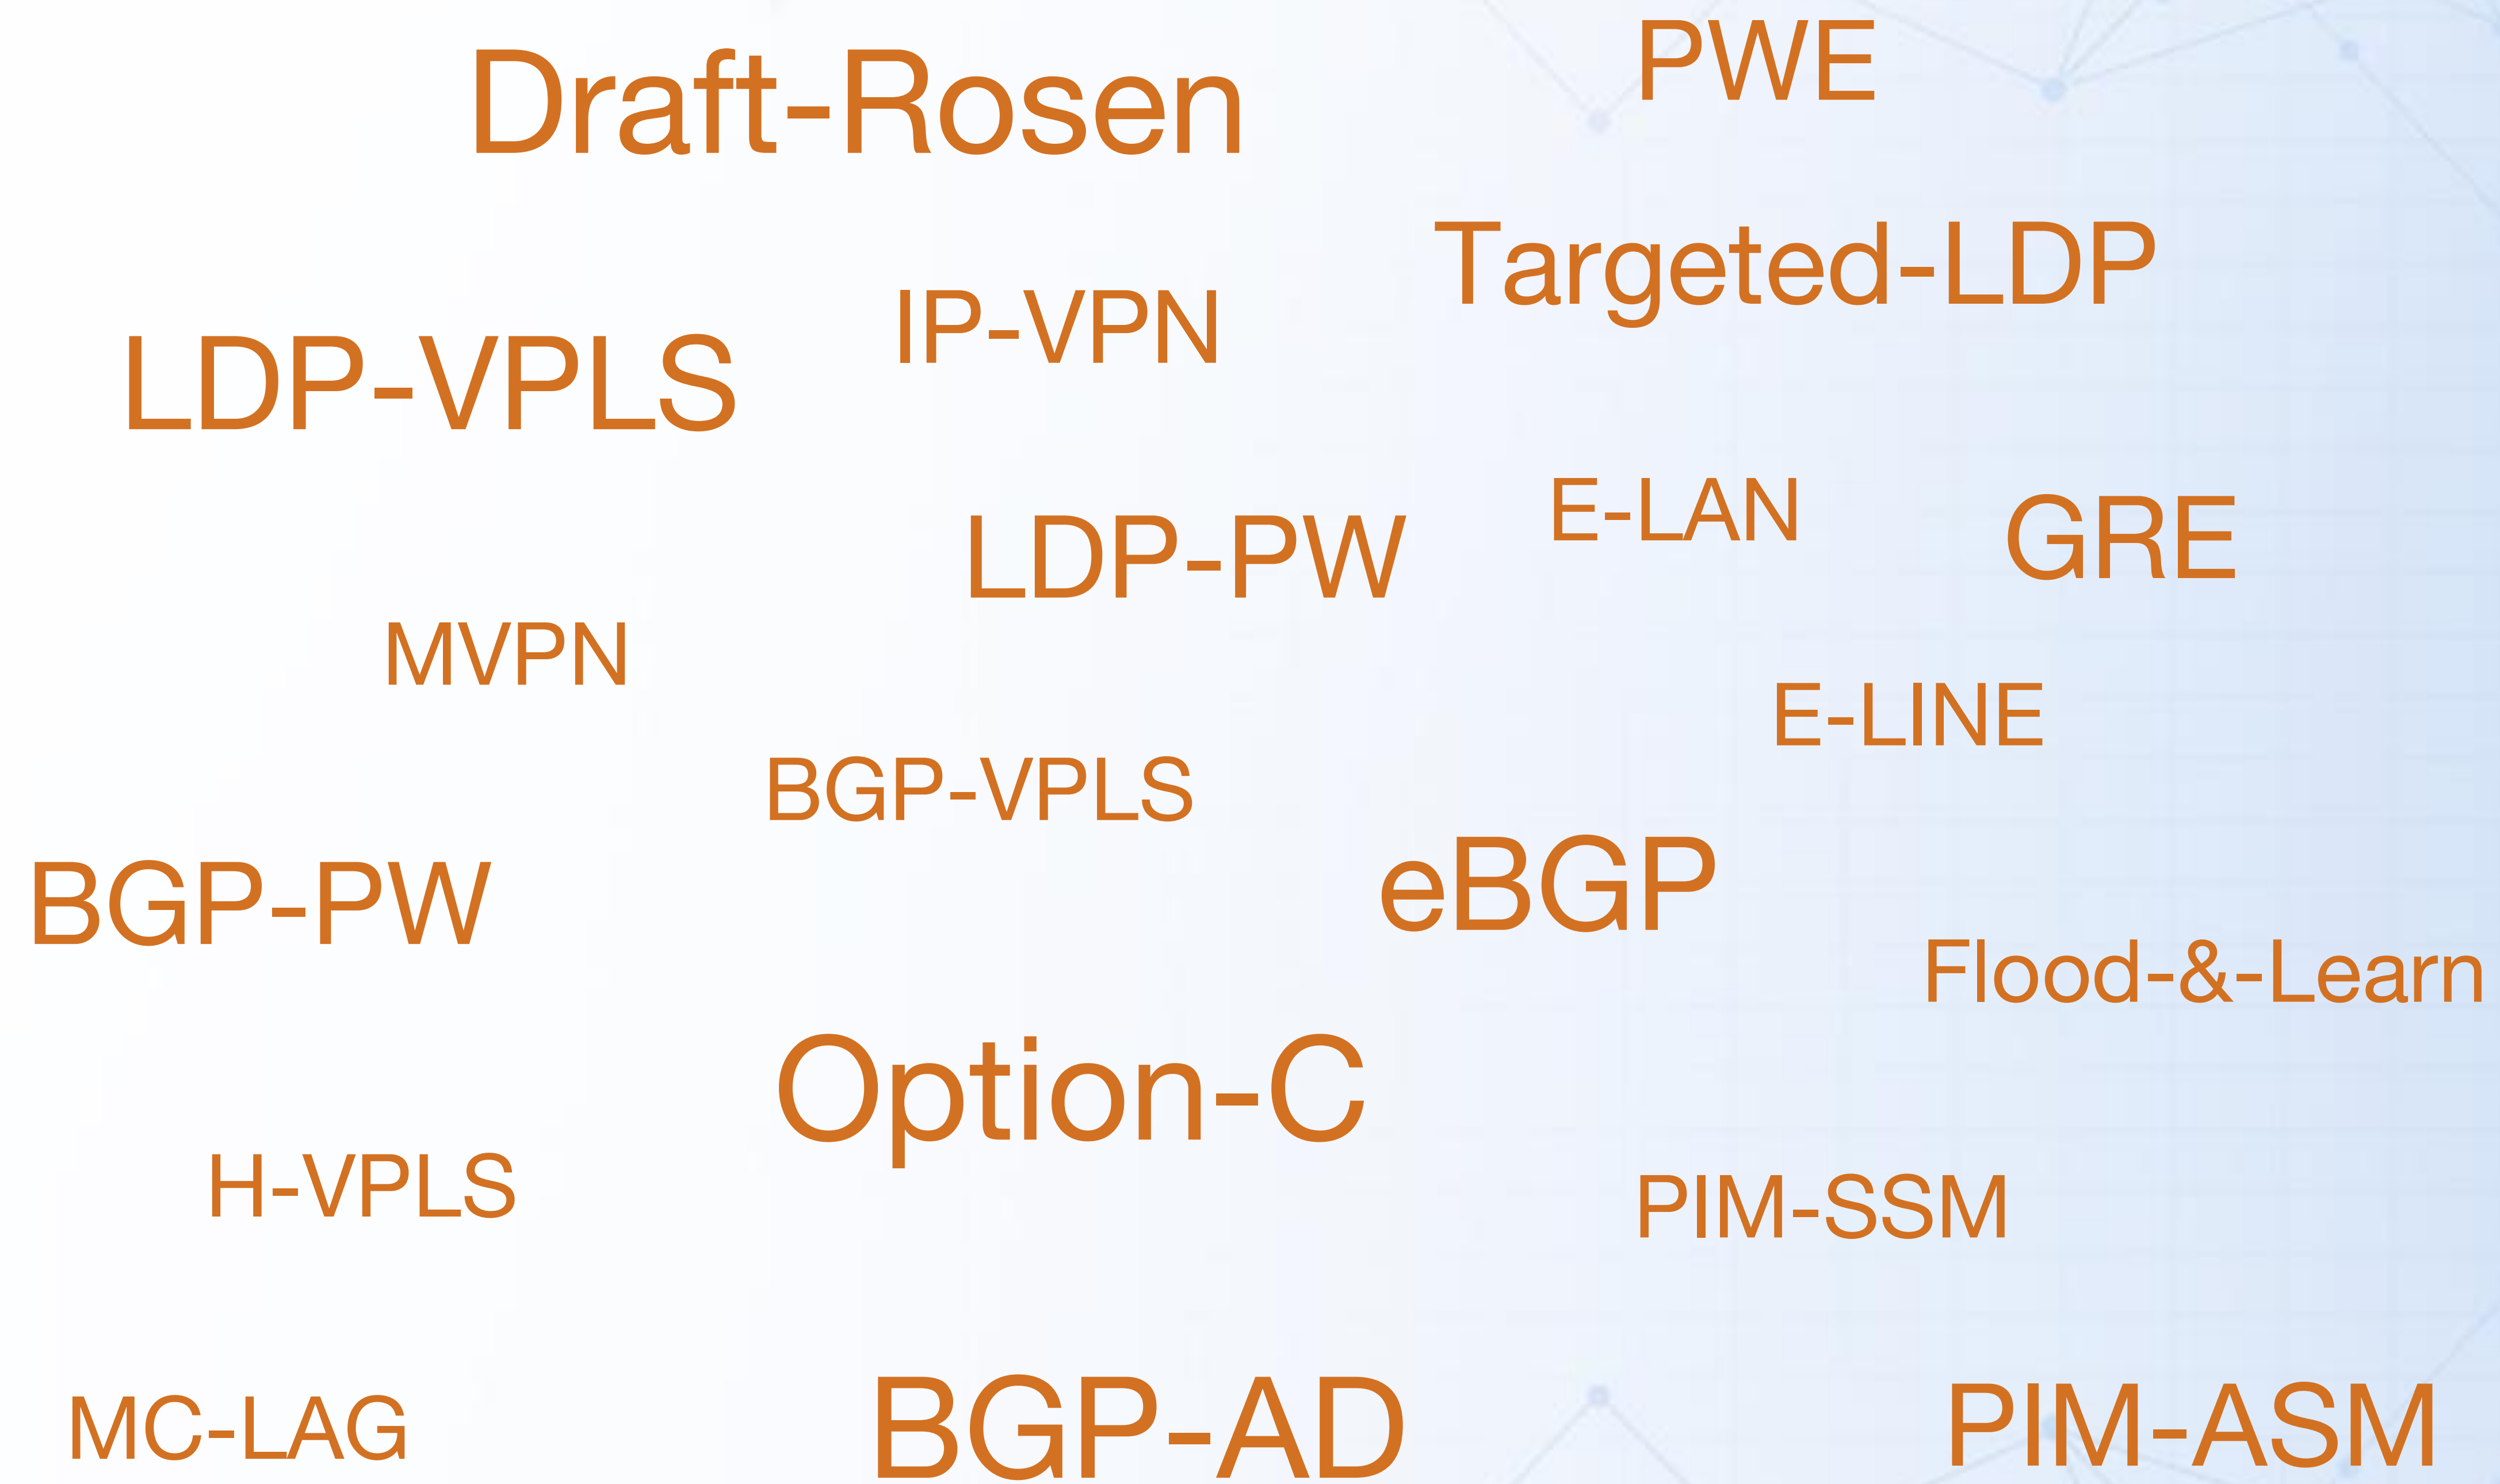 PWE
Draft-Rosen
Targeted-LDP
IP-VPN
LDP-VPLS
E-LAN
GRE
LDP-PW
MVPN
E-LINE
BGP-VPLS
eBGP
BGP-PW
Flood-&-Learn
Option-C
H-VPLS
PIM-SSM
MC-LAG
BGP-AD
PIM-ASM